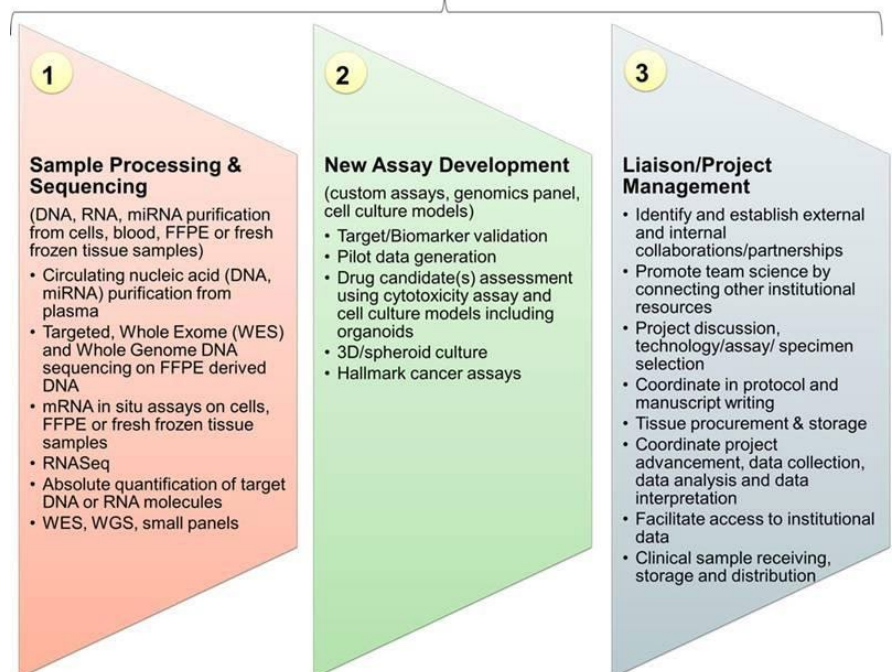 1
Sample Processing &
Sequencing
(DNA, RNA, miRNA purification
from cells, blood, FFPE or fresh
frozen tissue samples)
• Circulating nucleic acid (DNA,
miRNA) purification from
plasma
• Targeted, Whole Exome (WES)
and Whole Genome DNA
sequencing on FFPE derived
DNA
• mRNA in situ assays on cells,
FFPE or fresh frozen tissue
samples
• RNASeq
• Absolute quantification of target
DNA or RNA molecules
• WES, WGS, small panels
2
New Assay Development
(custom assays, genomics panel,
cell culture models)
• Target/Biomarker validation
• Pilot data generation
• Drug candidate(s) assessment
using cytotoxicity assay and
cell culture models including
organoids
• 3D/spheroid culture
• Hallmark cancer assays
3
Liaison/Project
Management
• Identify and establish external
and internal
collaborations/partnerships
• Promote team science by
connecting other institutional
resources
• Project discussion,
technology/assay/ specimen
selection
• Coordinate in protocol and
manuscript writing
• Tissue procurement & storage
• Coordinate project
advancement, data collection,
data analysis and data
interpretation
• Facilitate access to institutional
data
• Clinical sample receiving,
storage and distribution